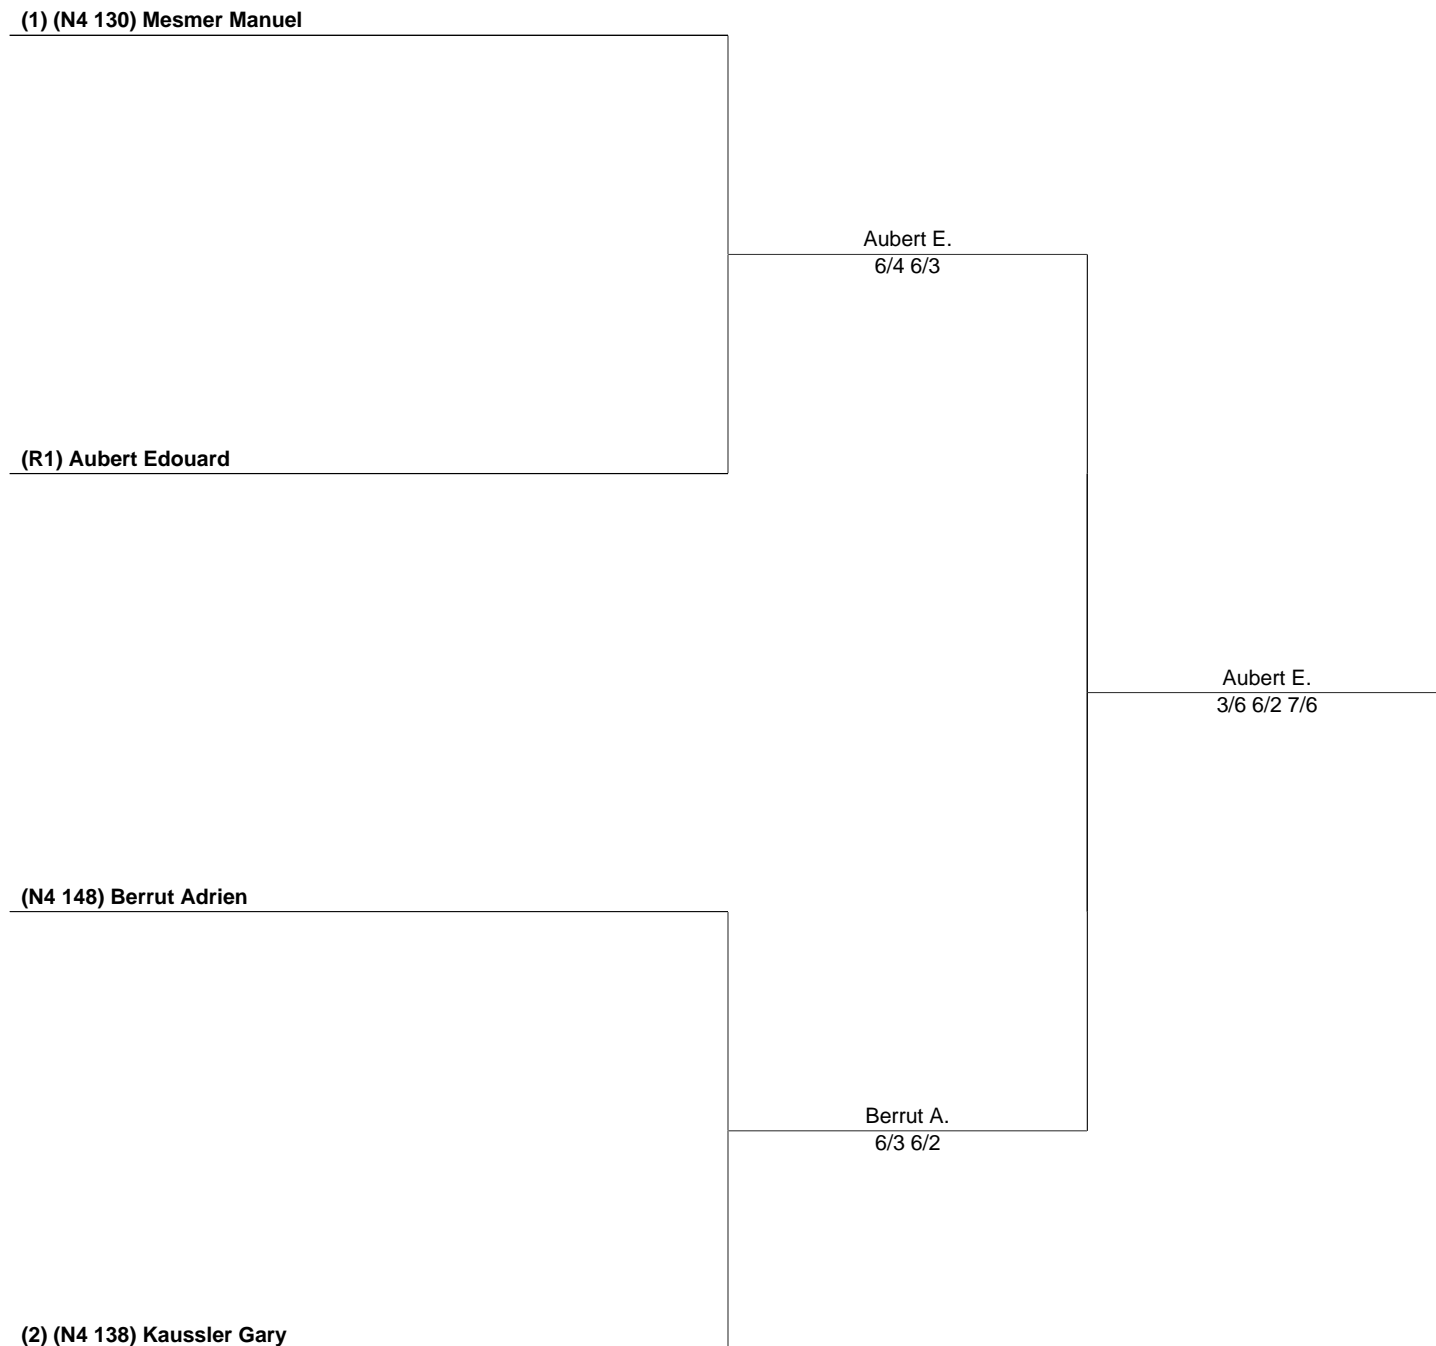 (1) (N4 130) Mesmer Manuel
Aubert E.
6/4 6/3
(R1) Aubert Edouard
Aubert E.
3/6 6/2 7/6
(N4 148) Berrut Adrien
Berrut A.
6/3 6/2
(2) (N4 138) Kaussler Gary